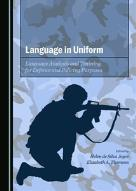 Language in Uniform
Language Analysis and Training
for Defence and Policing Purposes
Edited by
Helen de Silva Joyce
Elizabeth A. Thomson